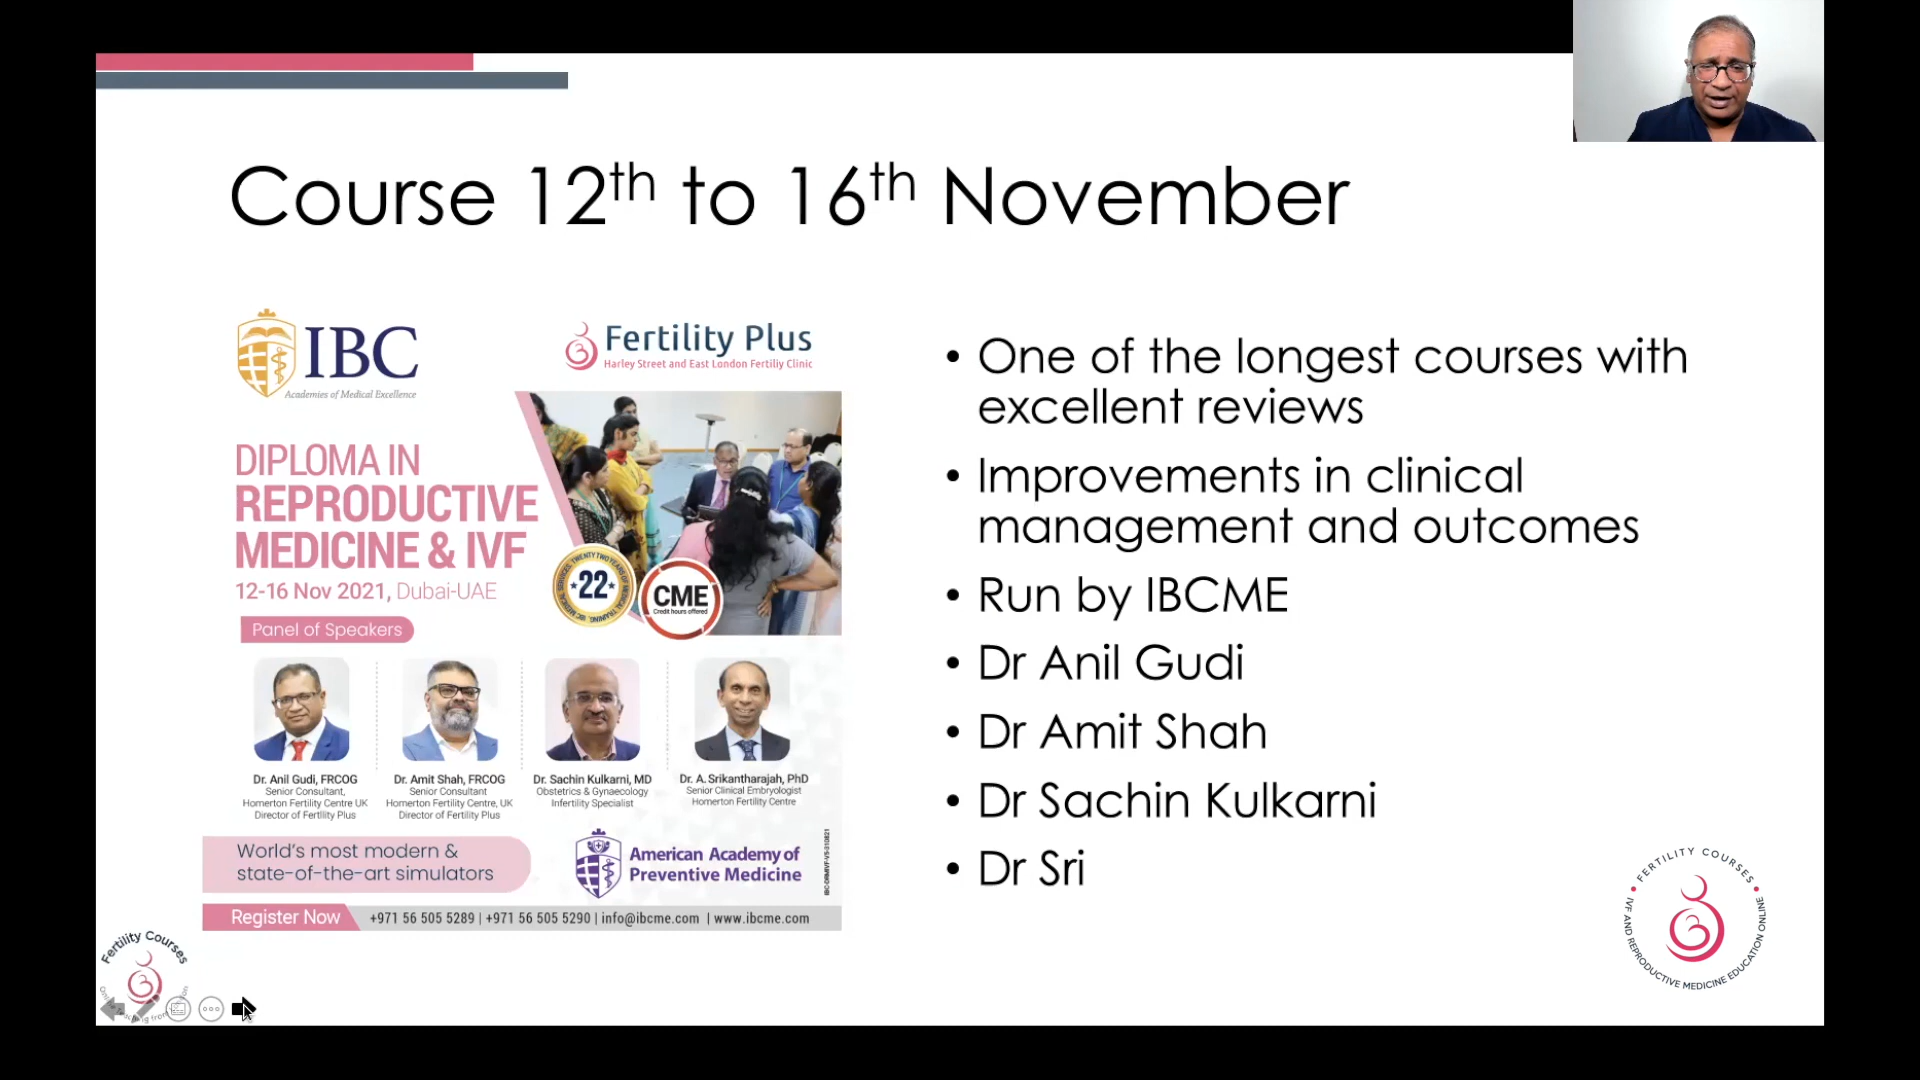 Course 12th to 16th November
IBC
Academies of Medical Excellence
Fertility Plus
Harley Street and East London Fertiliy Clinic
DIPLOMA IN
REPRODUCTIVE
MEDICINE & IVF
12-16 Nov 2021, Dubai-UAE
22
CME
Credit hours offered
Panel of Speakers
Dr. Anil Gudi, FRCOG
Senior Consultant,
Homerton Fertility Centre UK
Director of Fertility Plus
Dr. Amit Shah, FRCOG
Senior Consultant
Homerton Fertility Centre, UK
Director of Fertility Plus
Dr. Sachin Kulkarni, MD
Obstetrics & Gynaecology
Infertility Specialist
Dr. A. Srikantharajah, PhD
Senior Clinical Embryologist
Homerton Fertility Centre
World's most modern &
state-of-the-art simulators
American Academy of
Preventive Medicine
Register Now
+971 56 505 5289 | +971 56 505 5290 | info@ibcme.com | www.ibcme.com
• One of the longest courses with
excellent reviews
• Improvements in clinical
management and outcomes
• Run by IBCME
• Dr Anil Gudi
• Dr Amit Shah
• Dr Sachin Kulkarni
• Dr Sri
Fertility Courses
FERTILITY COURSES
IVF AND REPRODUCTIVE MEDICINE EDUCATION ONLINE